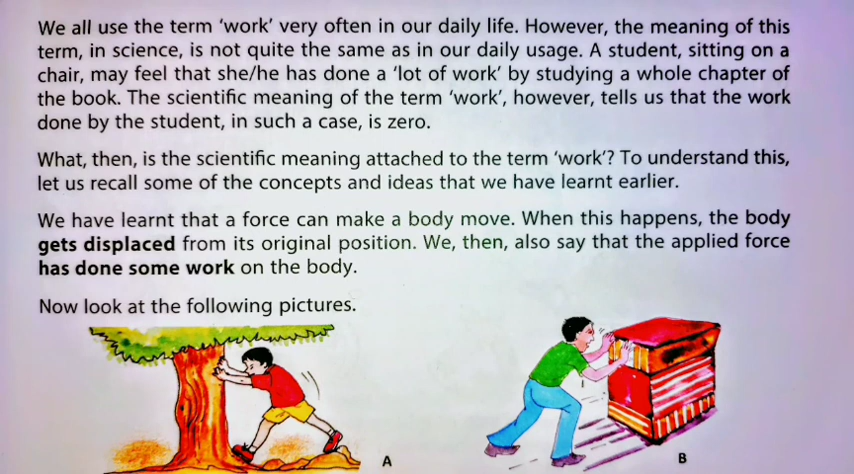 We all use the term ‘work’ very often in our daily life. However, the meaning of this
term, in science, is not quite the same as in our daily usage. A student, sitting on a
chair, may feel that she/he has done a ‘lot of work’ by studying a whole chapter of
the book. The scientific meaning of the term ‘work’, however, tells us that the work
done by the student, in such a case, is zero.
What, then, is the scientific meaning attached to the term ‘work’? To understand this,
let us recall some of the concepts and ideas that we have learnt earlier.
We have learnt that a force can make a body move. When this happens, the body
gets displaced from its original position. We, then, also say that the applied force
has done some work on the body.
Now look at the following pictures.
A
B